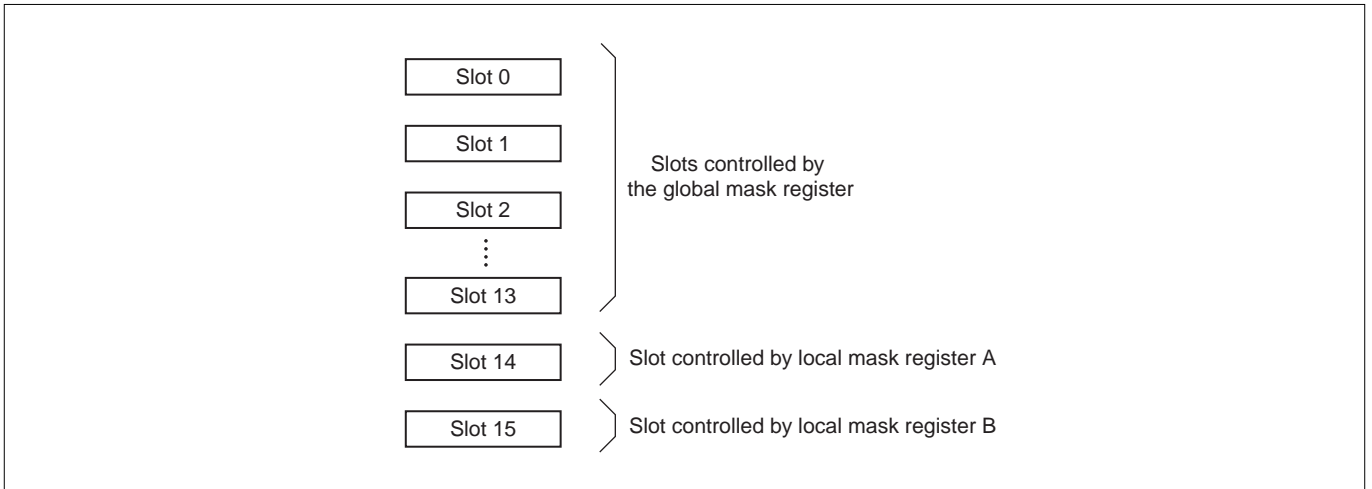 Slot 0
Slot 1
Slots controlled by
the global mask register
Slot 2
Slot 13
Slot 14
Slot controlled by local mask register A
Slot 15
Slot controlled by local mask register B